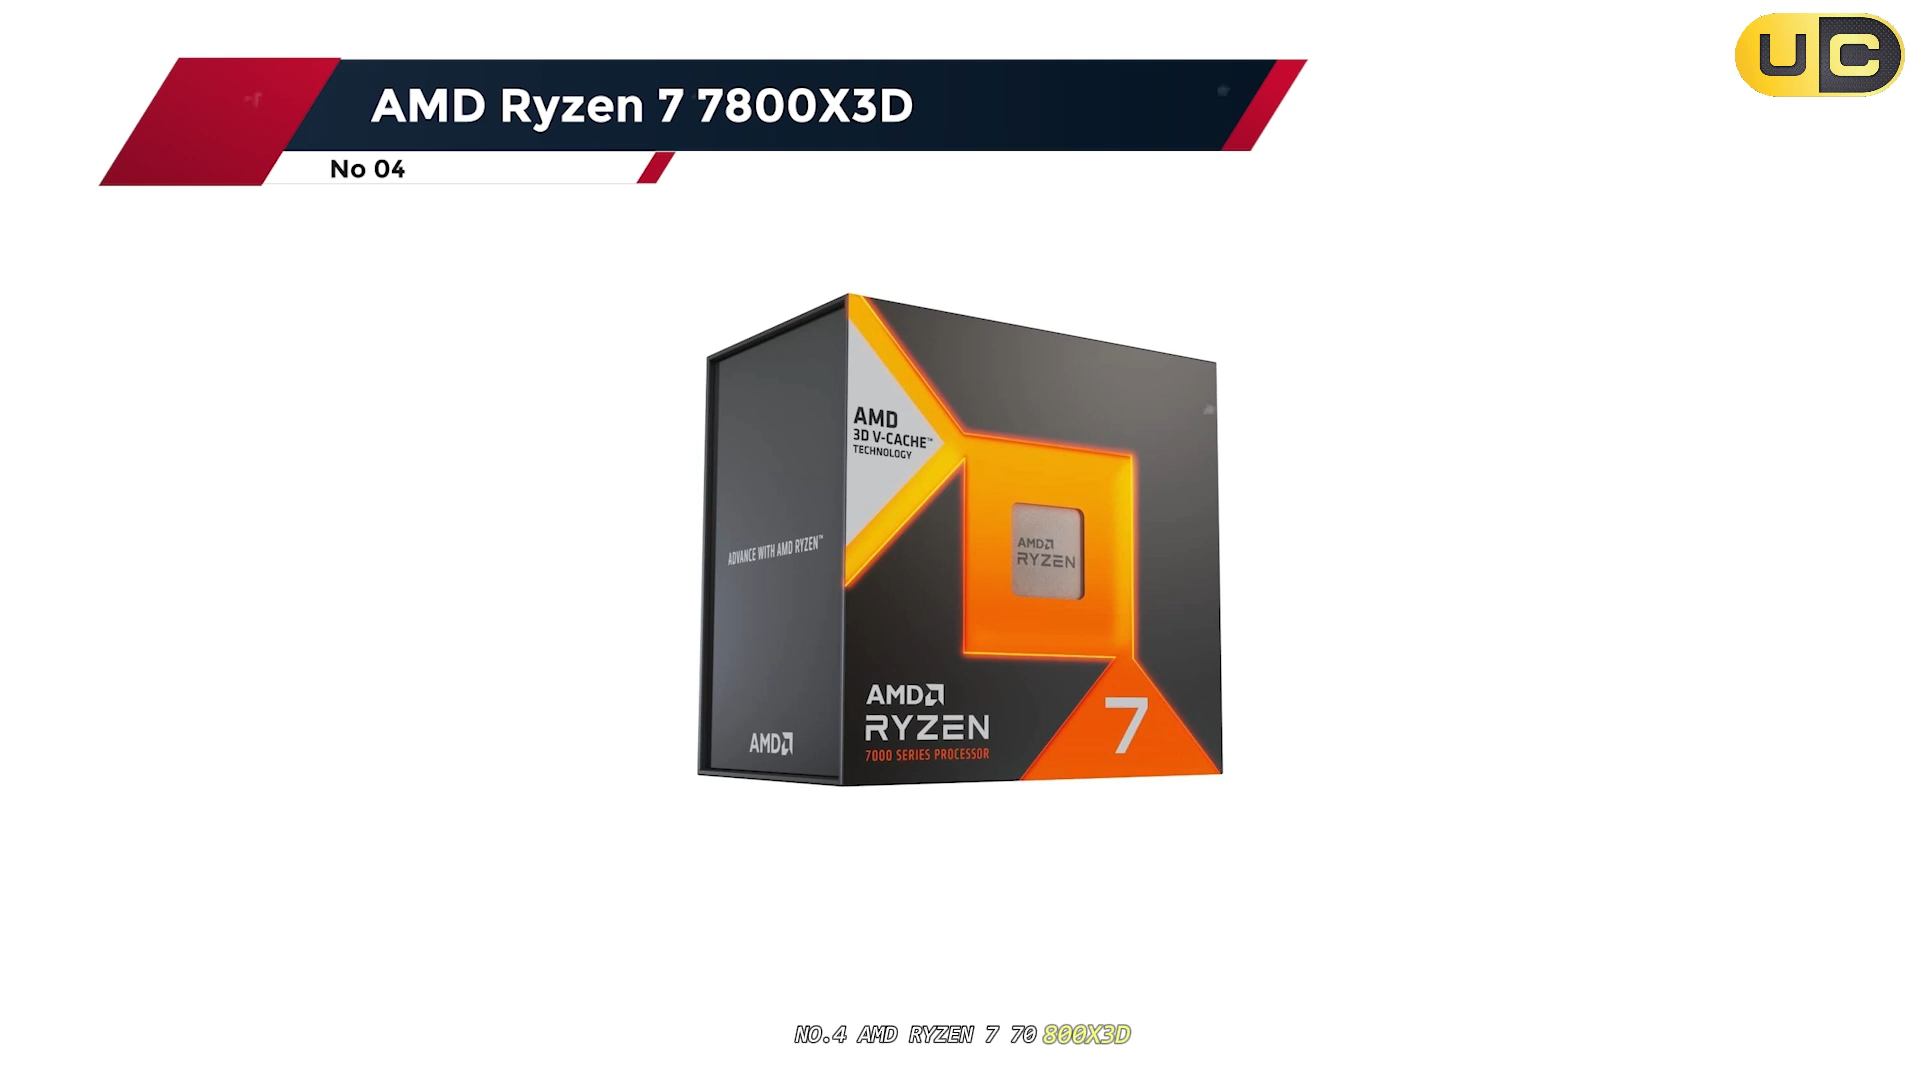 AMD Ryzen 7 7800X3D
No 04
UC
AMD
3D V-CACHE™
TECHNOLOGY
ADVANCE WITH AMD RYZEN™
AMD
RYZEN
AMD
RYZEN
7000 SERIES PROCESSOR
7
AMD
NO.4 AMD RYZEN 7 70 800X3D